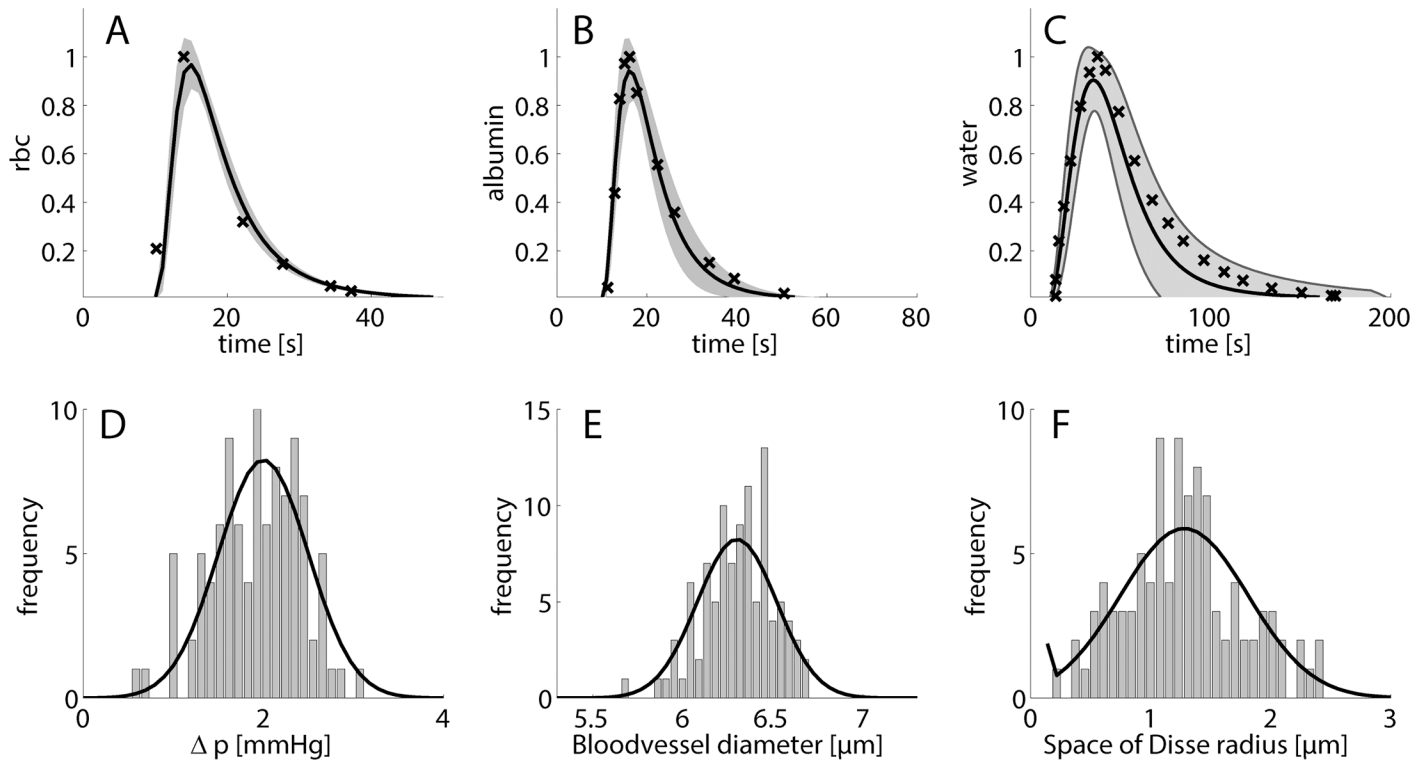 A
rbc
1
0.8
0.6
0.4
0.2
0 20 40
time [s]
B
albumin
1
0.8
0.6
0.4
0.2
0 20 40 60 80
time [s]
C
water
1
0.8
0.6
0.4
0.2
0 100 200
time [s]
D
frequency
10
5
0
0 2 4
Δ p [mmHg]
E
frequency
15
10
5
0
5.5 6 6.5 7
Bloodvessel diameter [µm]
F
frequency
10
5
0
0 1 2 3
Space of Disse radius [µm]